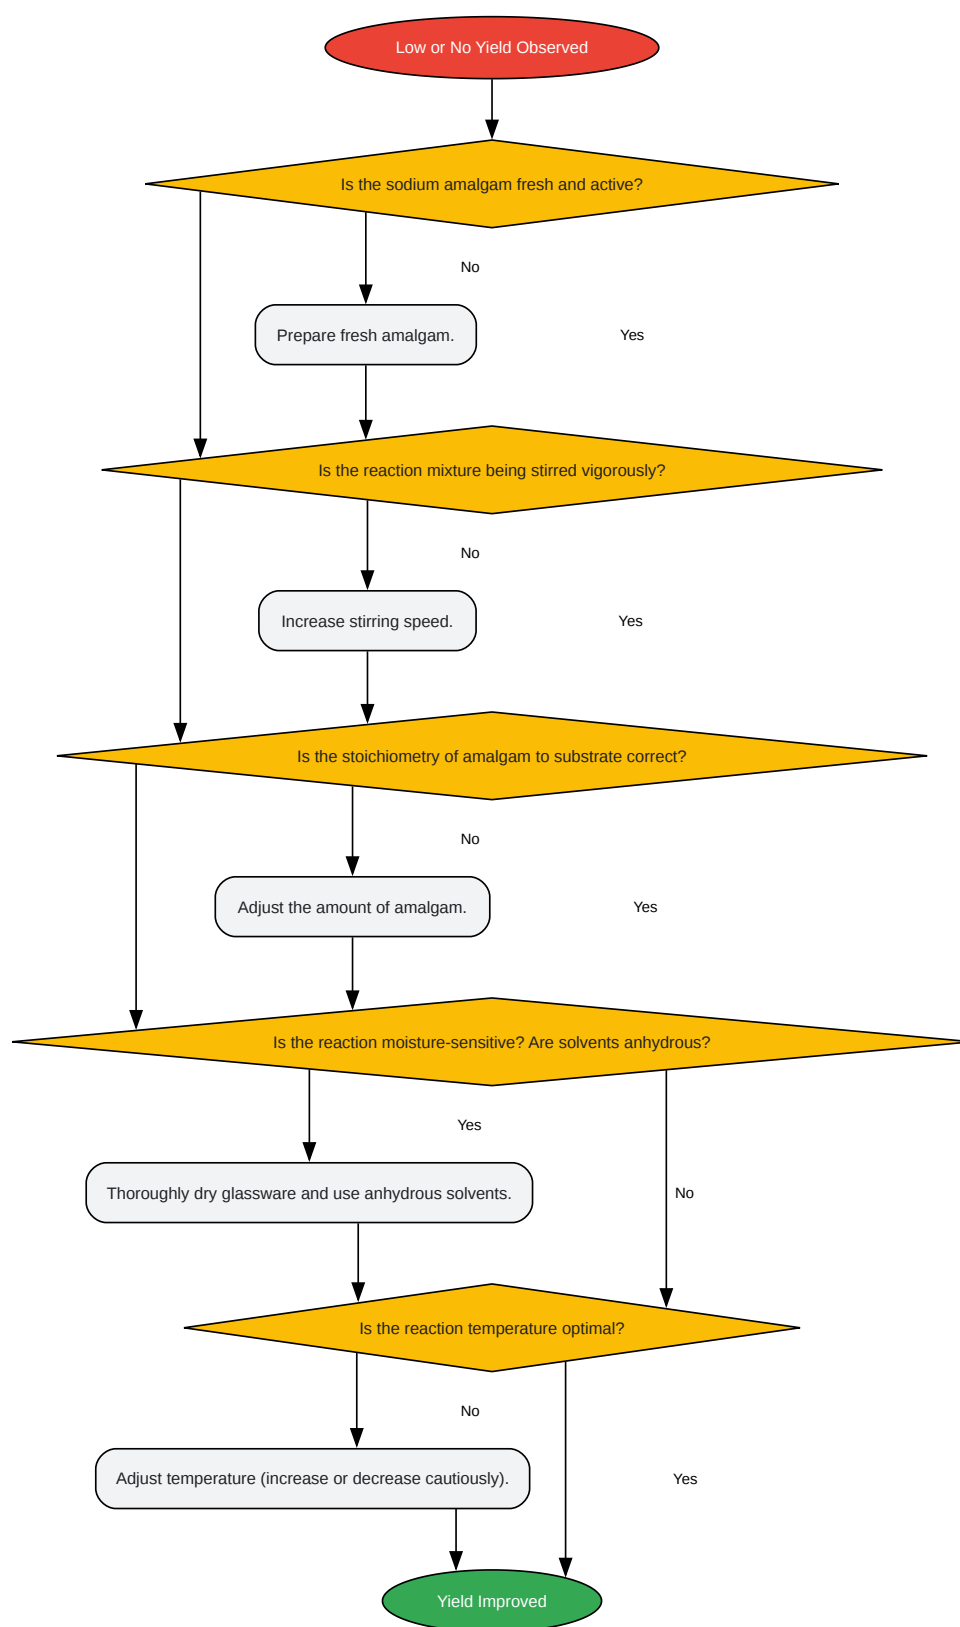 Low or No Yield Observed
Is the sodium amalgam fresh and active?
No
Prepare fresh amalgam.
Yes
Is the reaction mixture being stirred vigorously?
No
Increase stirring speed.
Yes
Is the stoichiometry of amalgam to substrate correct?
No
Adjust the amount of amalgam.
Yes
Is the reaction moisture-sensitive? Are solvents anhydrous?
Yes
Thoroughly dry glassware and use anhydrous solvents.
No
Is the reaction temperature optimal?
No
Adjust temperature (increase or decrease cautiously).
Yes
Yield Improved